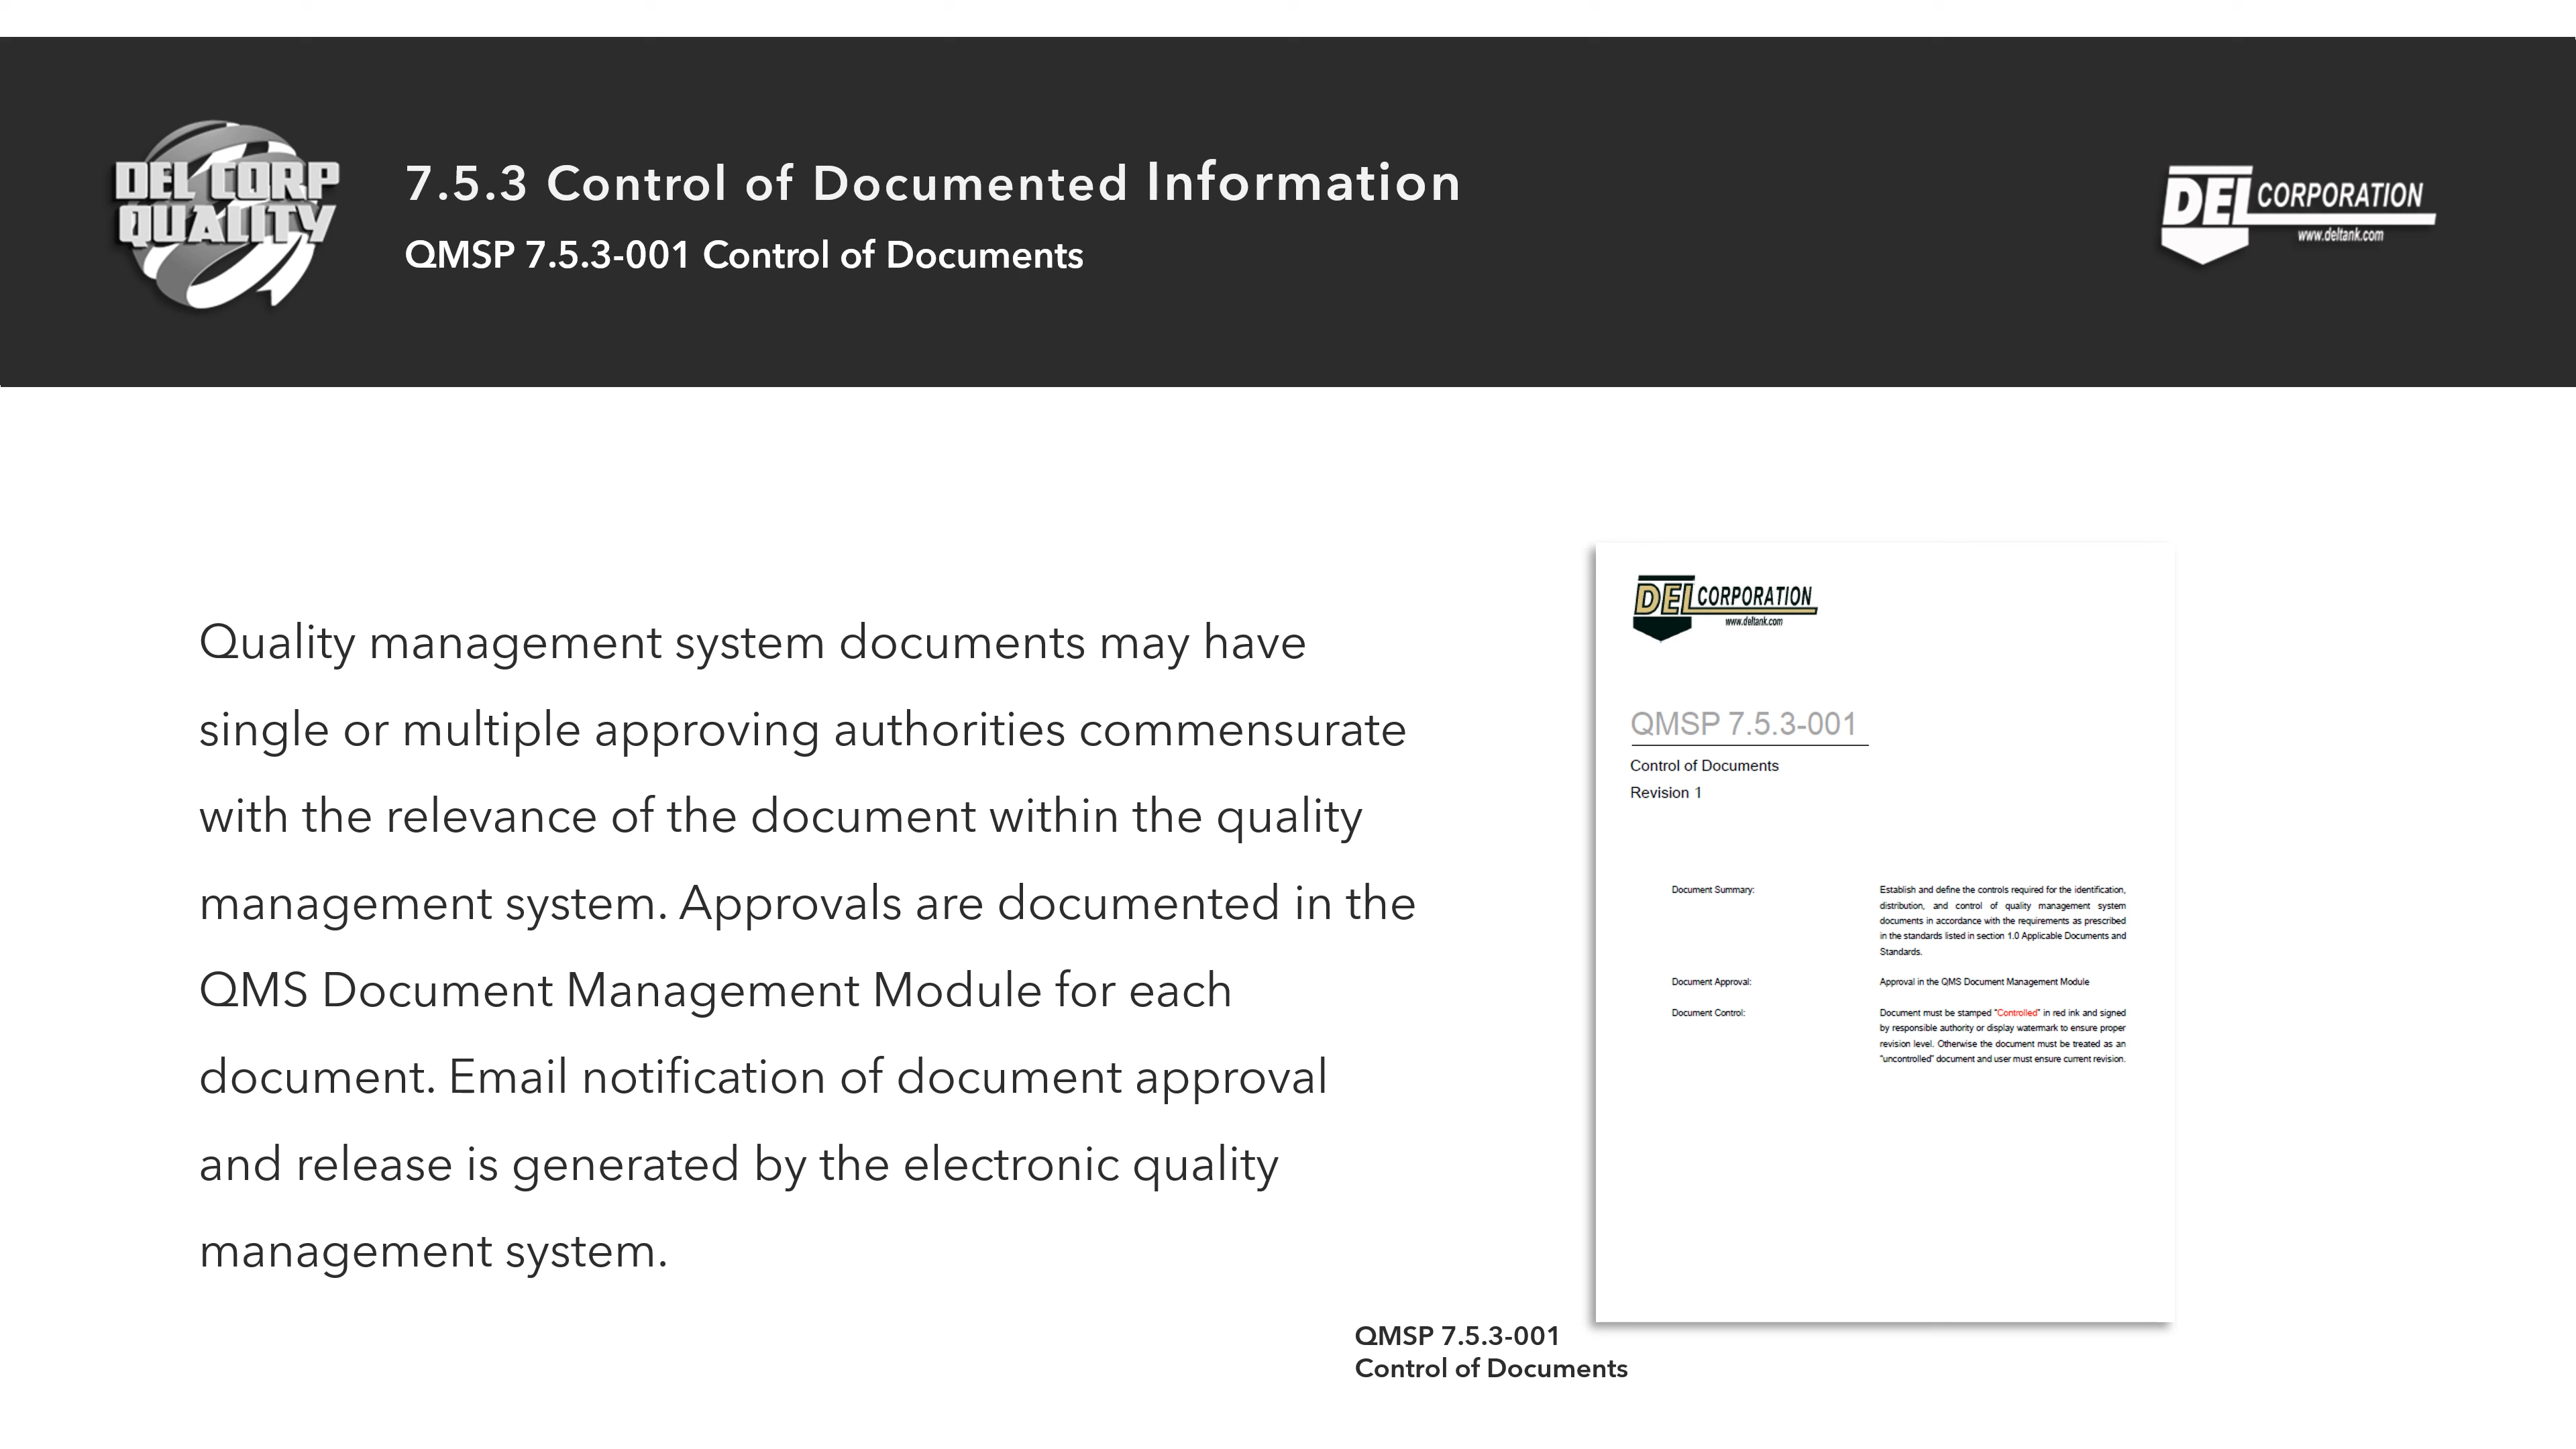 DEL CORP
QUALITY
7.5.3 Control of Documented Information
QMSP 7.5.3-001 Control of Documents
DEL CORPORATION
www.deltank.com
Quality management system documents may have
single or multiple approving authorities commensurate
with the relevance of the document within the quality
management system. Approvals are documented in the
QMS Document Management Module for each
document. Email notification of document approval
and release is generated by the electronic quality
management system.
DEL CORPORATION
www.deltank.com
QMSP 7.5.3-001
Control of Documents
Revision 1
Document Summary:
Establish and define the controls required for the identification,
distribution, and control of quality management system
documents in accordance with the requirements as prescribed
in the standards listed in section 1.0 Applicable Documents and
Standards.
Document Approval:
Approval in the QMS Document Management Module
Document Control:
Document must be stamped "Controlled" in red ink and signed
by responsible authority or display watermark to ensure proper
revision level. Otherwise the document must be treated as an
"uncontrolled" document and user must ensure current revision.
QMSP 7.5.3-001
Control of Documents